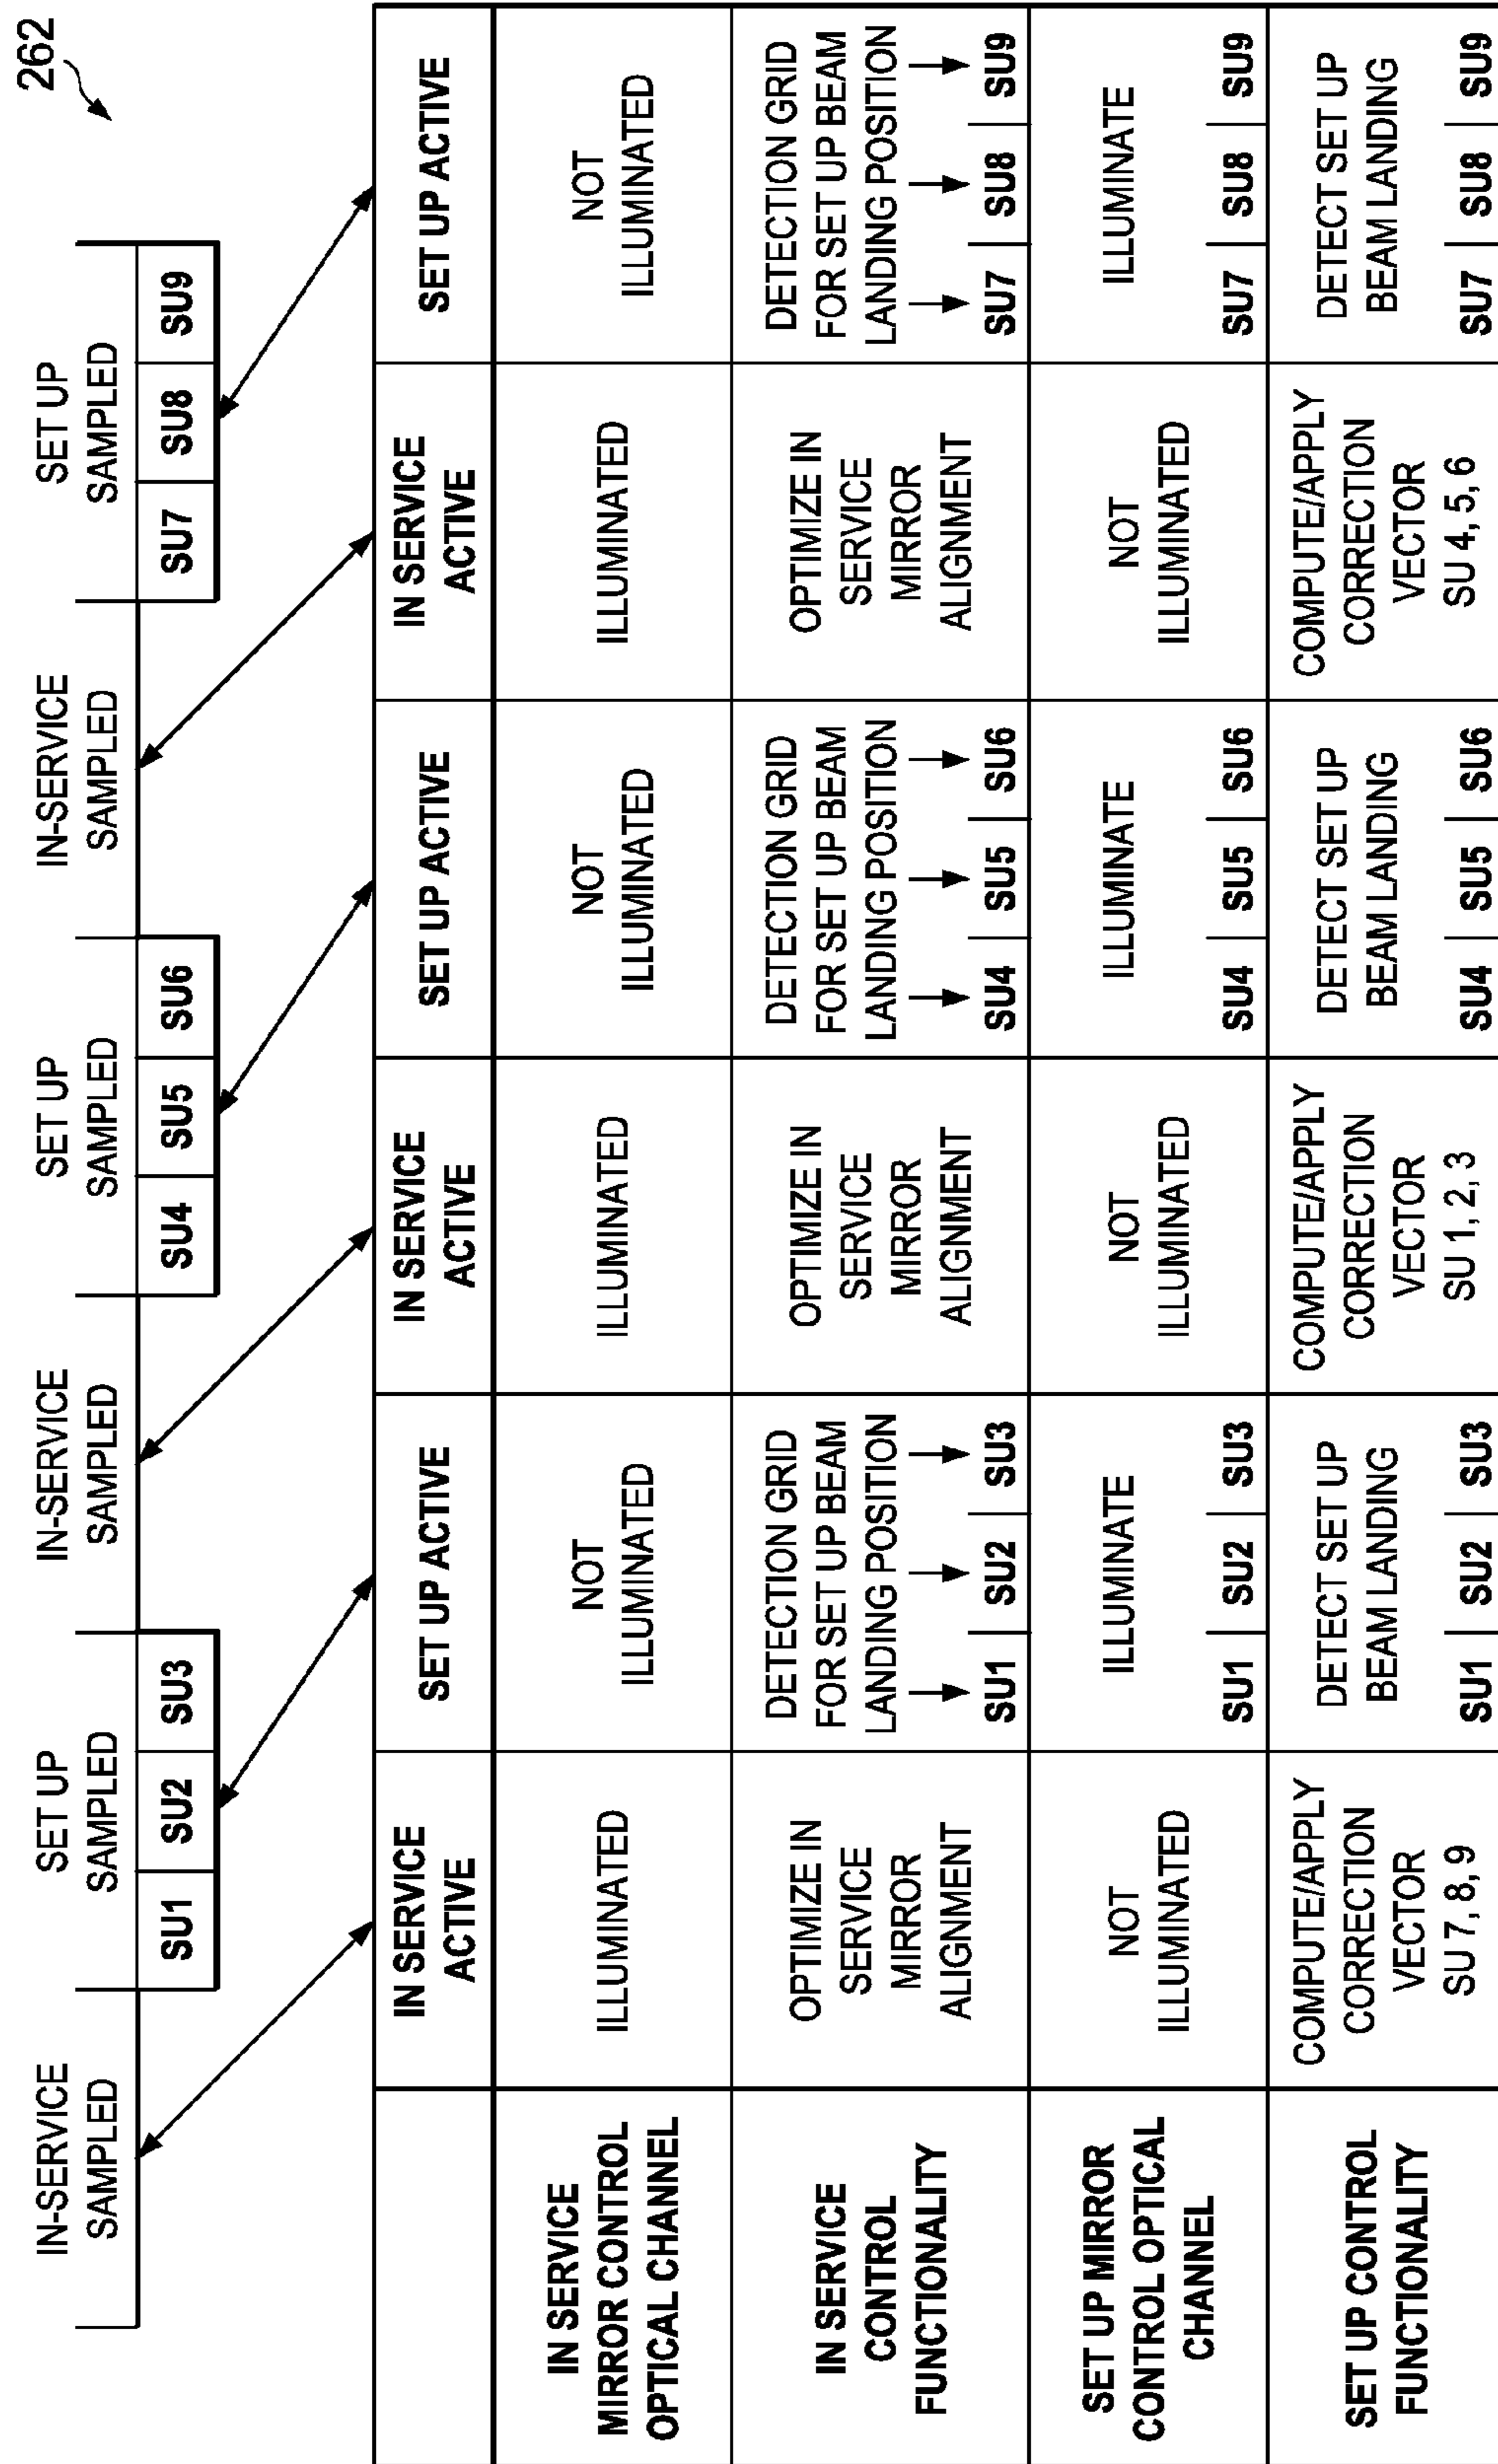 262
IN-SERVICE
SAMPLED
SET UP
SAMPLED
IN-SERVICE
SAMPLED
SET UP
SAMPLED
IN-SERVICE
SAMPLED
SET UP
SAMPLED
SU1 SU2 SU3
SU4 SU5 SU6
SU7 SU8 SU9
IN SERVICE
ACTIVE
SET UP ACTIVE
IN SERVICE
ACTIVE
SET UP ACTIVE
IN SERVICE
ACTIVE
SET UP ACTIVE
IN SERVICE
MIRROR CONTROL
OPTICAL CHANNEL
ILLUMINATED
NOT
ILLUMINATED
ILLUMINATED
NOT
ILLUMINATED
ILLUMINATED
NOT
ILLUMINATED
IN SERVICE
CONTROL
FUNCTIONALITY
OPTIMIZE IN
SERVICE
MIRROR
ALIGNMENT
DETECTION GRID
FOR SET UP BEAM
LANDING POSITION
SU1 SU2 SU3
OPTIMIZE IN
SERVICE
MIRROR
ALIGNMENT
DETECTION GRID
FOR SET UP BEAM
LANDING POSITION
SU4 SU5 SU6
OPTIMIZE IN
SERVICE
MIRROR
ALIGNMENT
DETECTION GRID
FOR SET UP BEAM
LANDING POSITION
SU7 SU8 SU9
SET UP MIRROR
CONTROL OPTICAL
CHANNEL
NOT
ILLUMINATED
ILLUMINATE
SU1 SU2 SU3
NOT
ILLUMINATED
ILLUMINATE
SU4 SU5 SU6
NOT
ILLUMINATED
ILLUMINATE
SU7 SU8 SU9
SET UP CONTROL
FUNCTIONALITY
COMPUTE/APPLY
CORRECTION
VECTOR
SU 7, 8, 9
DETECT SET UP
BEAM LANDING
SU1 SU2 SU3
COMPUTE/APPLY
CORRECTION
VECTOR
SU 1, 2, 3
DETECT SET UP
BEAM LANDING
SU4 SU5 SU6
COMPUTE/APPLY
CORRECTION
VECTOR
SU 4, 5, 6
DETECT SET UP
BEAM LANDING
SU7 SU8 SU9